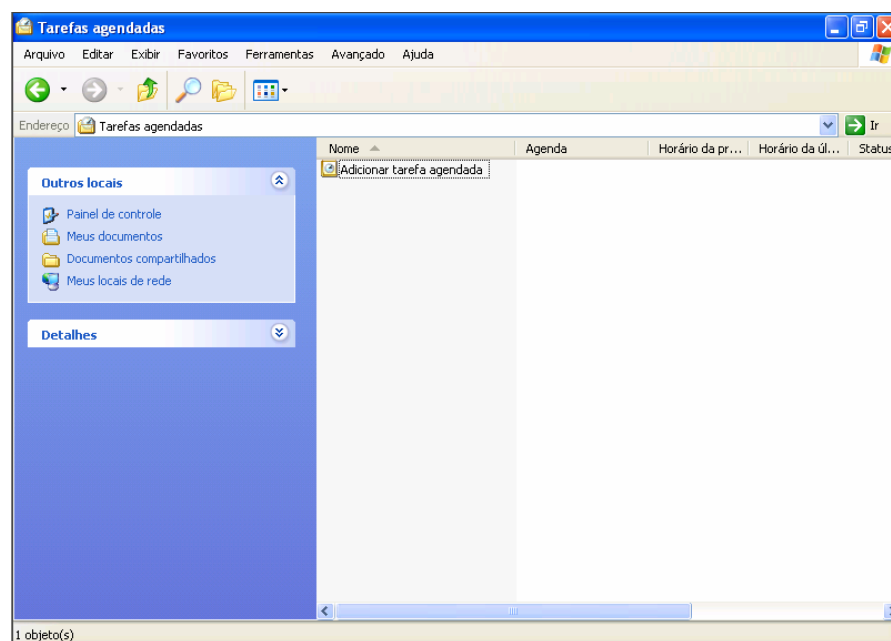 Tarefas agendadas
Arquivo Editar Exibir Favoritos Ferramentas Avançado Ajuda
Endereço Tarefas agendadas Ir
Nome Agenda Horário da pr... Horário da úl... Status
Adicionar tarefa agendada
Outros locais
Painel de controle
Meus documentos
Documentos compartilhados
Meus locais de rede
Detalhes
1 objeto(s)